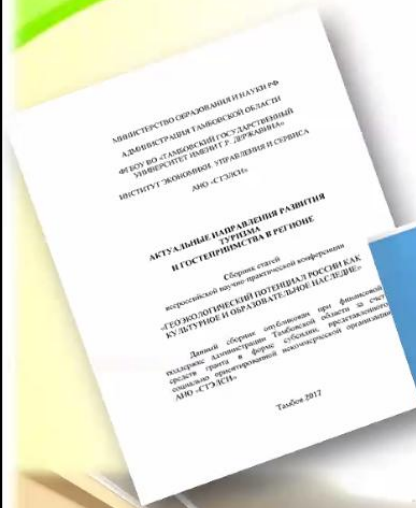 МИНИСТЕРСТВО ОБРАЗОВАНИЯ И НАУКИ РФ
АДМИНИСТРАЦИЯ ТАМБОВСКОЙ ОБЛАСТИ
ФГБОУ ВО «ТАМБОВСКИЙ ГОСУДАРСТВЕННЫЙ
УНИВЕРСИТЕТ ИМЕНИ Г.Р. ДЕРЖАВИНА»
ИНСТИТУТ ЭКОНОМИКИ, УПРАВЛЕНИЯ И СЕРВИСА
АНО «СТЭЛСИ»
АКТУАЛЬНЫЕ НАПРАВЛЕНИЯ РАЗВИТИЯ
ТУРИЗМА
И ГОСТЕПРИИМСТВА В РЕГИОНЕ
Сборник статей
всероссийской научно-практической конференции
«ГЕОЭКОЛОГИЧЕСКИЙ ПОТЕНЦИАЛ РОССИИ КАК
КУЛЬТУРНОЕ И ОБРАЗОВАТЕЛЬНОЕ НАСЛЕДИЕ»
Данный сборник опубликован при финансовой
поддержке администрации Тамбовской области за счет
средств гранта в форме субсидии, представленного
социально ориентированной некоммерческой организации
АНО «СТЭЛСИ»
Тамбов 2017